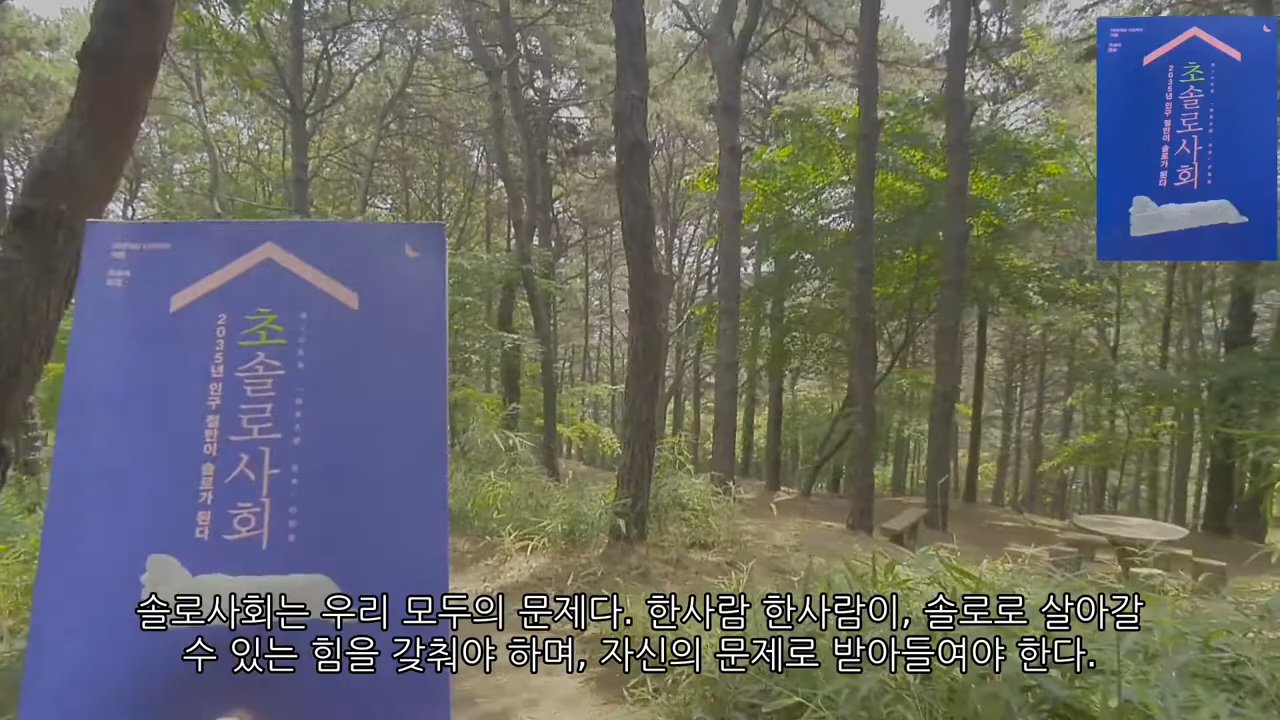 초솔로사회
2035년 인구 절반이 솔로가 된다
초솔로사회
2035년 인구 절반이 솔로가 된다
솔로사회는 우리 모두의 문제다. 한사람 한사람이, 솔로로 살아갈
수 있는 힘을 갖춰야 하며, 자신의 문제로 받아들여야 한다.